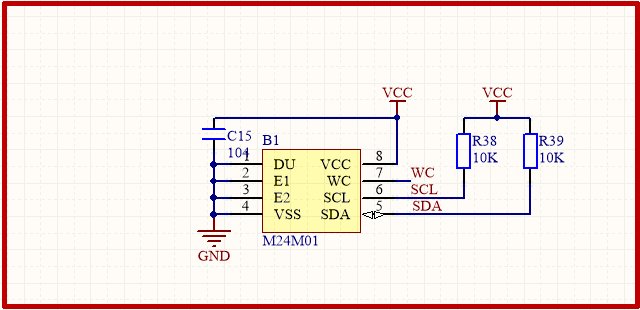 VCC VCC
C15
104
B1
R38 R39
10K 10K
1 DU VCC 8
2 E1 WC 7 WC
3 E2 SCL 6 SCL
4 VSS SDA 5 SDA
M24M01
GND